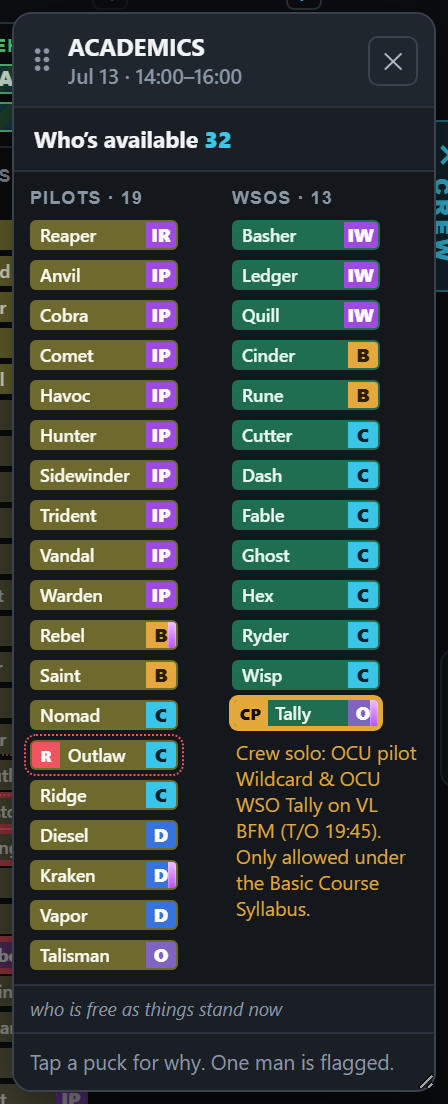 ACADEMICS
Jul 13 · 14:00–16:00
Who's available 32
PILOTS · 19
Reaper IR
Anvil IP
Cobra IP
Comet IP
Havoc IP
Hunter IP
Sidewinder IP
Trident IP
Vandal IP
Warden IP
Rebel B
Saint B
Nomad C
R Outlaw C
Ridge C
Diesel D
Kraken D
Vapor D
Talisman O
WSOS · 13
Basher IW
Ledger IW
Quill IW
Cinder B
Rune B
Cutter C
Dash C
Fable C
Ghost C
Hex C
Ryder C
Wisp C
CP Tally O
Crew solo: OCU pilot
Wildcard & OCU
WSO Tally on VL
BFM (T/O 19:45).
Only allowed under
the Basic Course
Syllabus.
who is free as things stand now
Tap a puck for why. One man is flagged.
CREW
IP